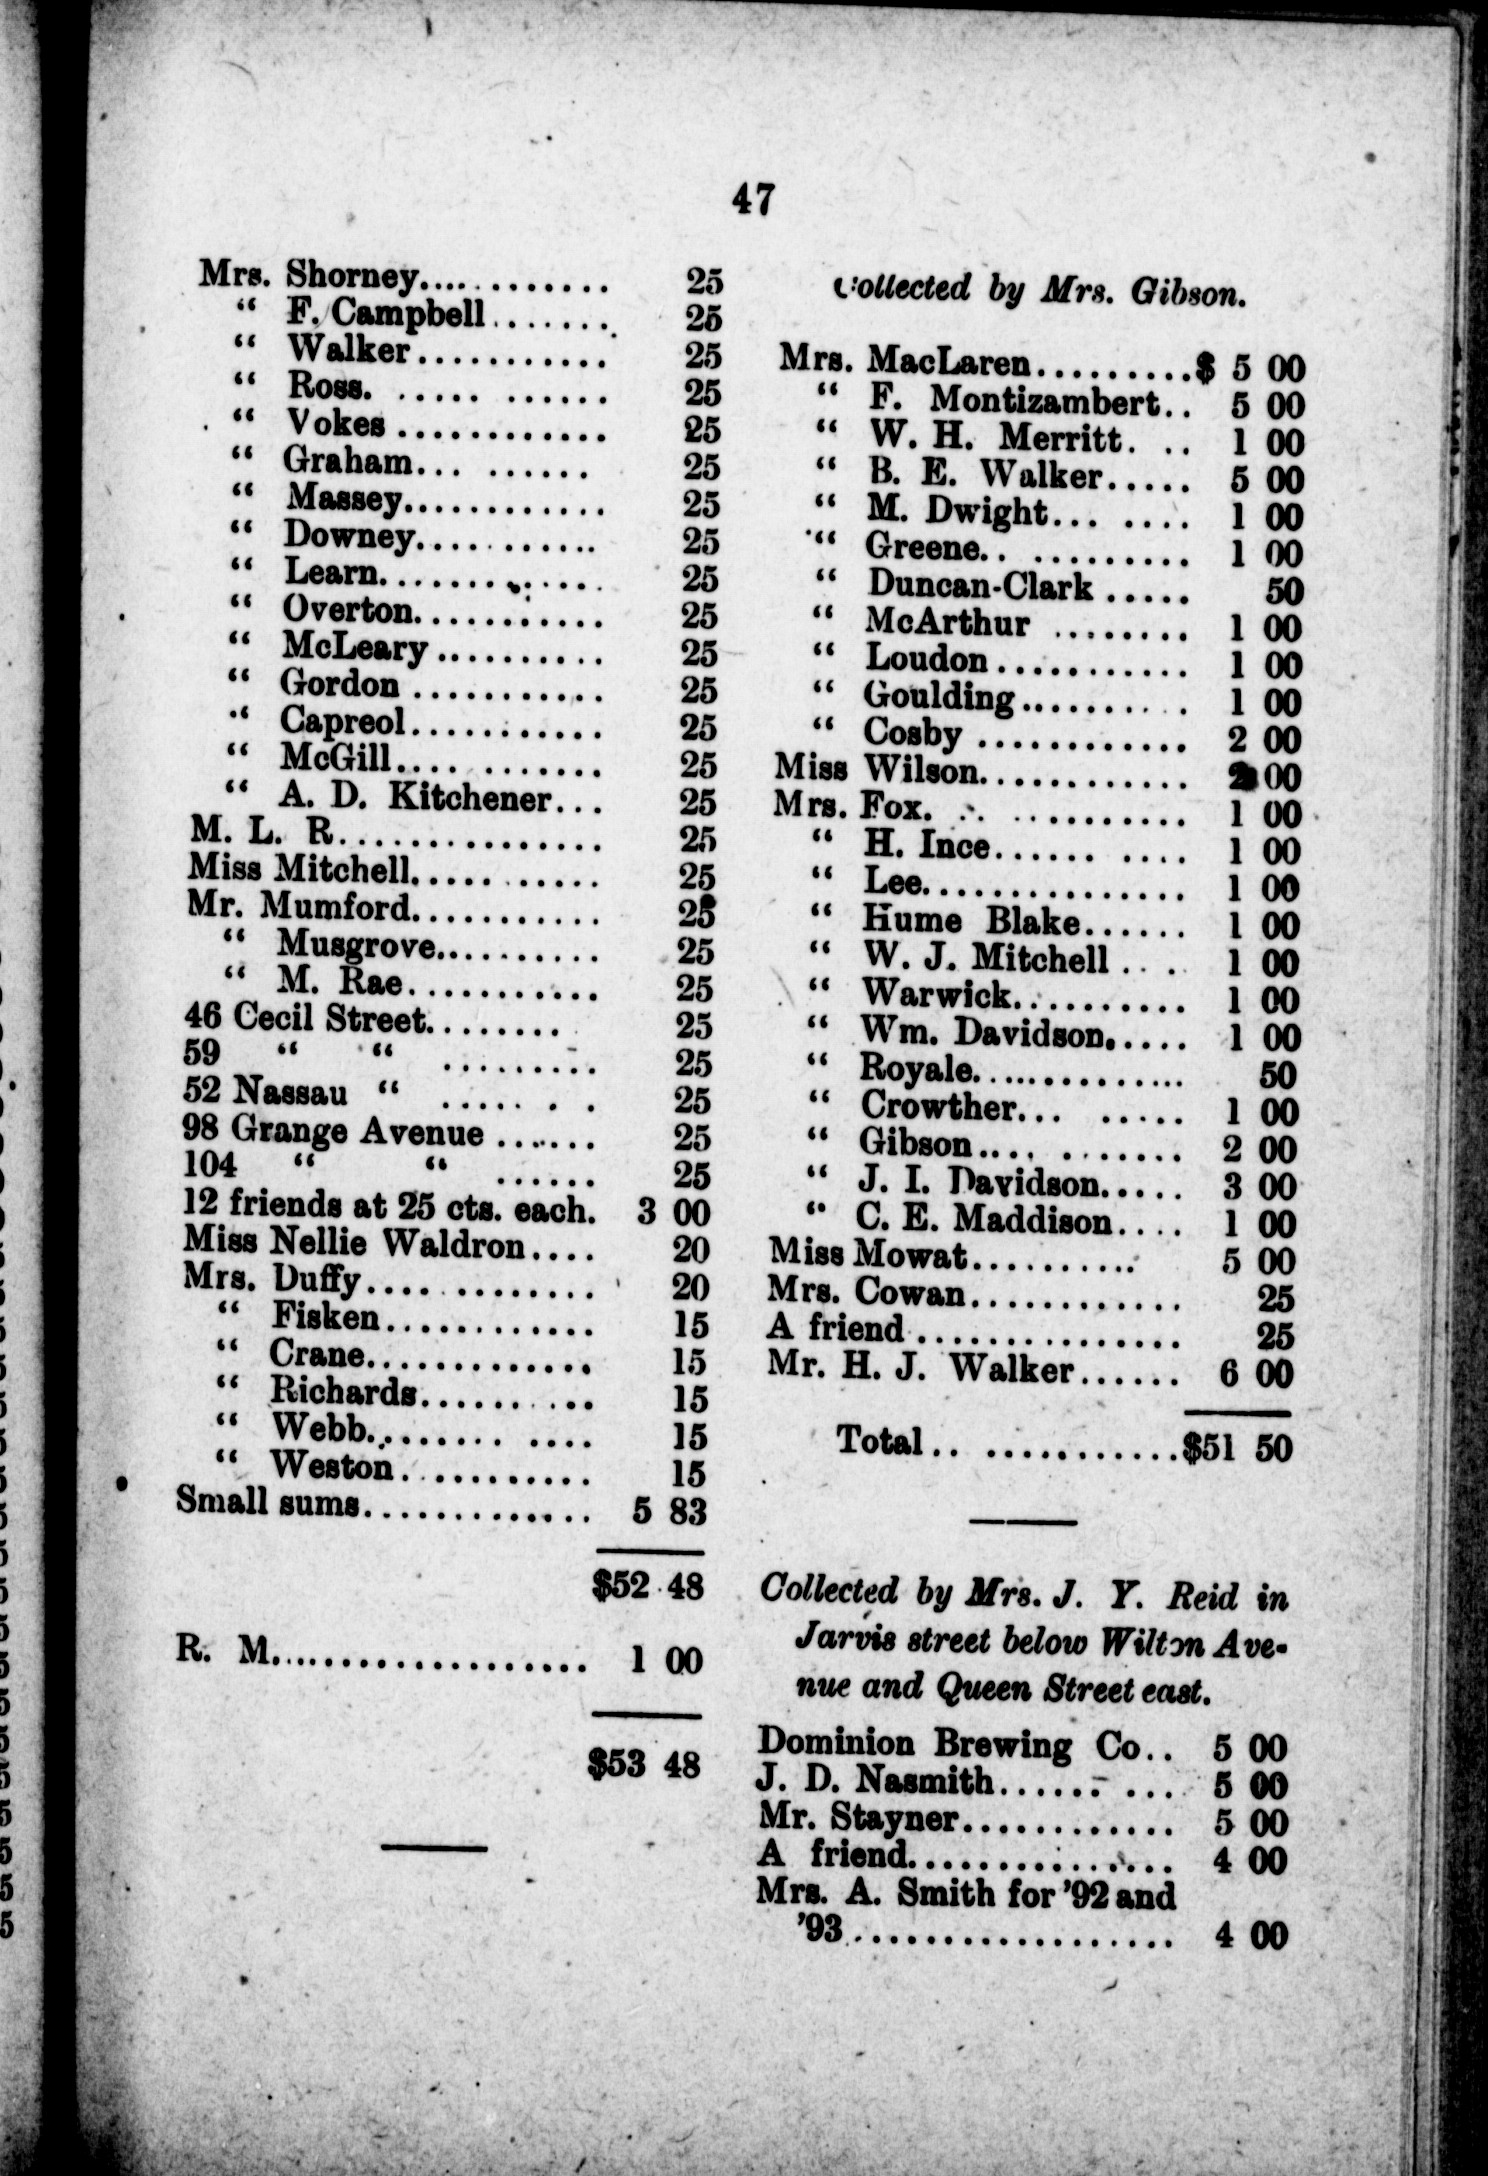 47
Mrs. Shorney............ 25
“ F. Campbell........ 25
“ Walker........... 25
“ Ross. ..... ...... 25
“ Vokes ............ 25
“ Graham... ...... 25
“ Massey............ 25
“ Downey........... 25
“ Learn............. 25
“ Overton........... 25
“ McLeary .......... 25
“ Gordon ........... 25
“ Capreol........... 25
“ McGill.... ....... 25
“ A. D. Kitchener... 25
M. L. R............... 25
Miss Mitchell........... 25
Mr. Mumford........... 25
“ Musgrove.......... 25
“ M. Rae........... 25
46 Cecil Street........ 25
59 “ “ ......... 25
52 Nassau “ ..... . . 25
98 Grange Avenue ...... 25
104 “ “ ...... 25
12 friends at 25 cts. each. 3 00
Miss Nellie Waldron.... 20
Mrs. Duffy............. 20
“ Fisken............ 15
“ Crane............. 15
“ Richards.......... 15
“ Webb......... .... 15
“ Weston........... 15
Small sums............. 5 83
$52 48
R. M.................. 1 00
$53 48
Collected by Mrs. Gibson.
Mrs. MacLaren.........$ 5 00
“ F. Montizambert.. 5 00
“ W. H. Merritt. .. 1 00
“ B. E. Walker..... 5 00
“ M. Dwight... .... 1 00
“ Greene.. ......... 1 00
“ Duncan-Clark ..... 50
“ McArthur ........ 1 00
“ Loudon ........... 1 00
“ Goulding.......... 1 00
“ Cosby ............ 2 00
Miss Wilson............ 2 00
Mrs. Fox. .. .......... 1 00
“ H. Ince...... .... 1 00
“ Lee............... 1 00
“ Hume Blake...... 1 00
“ W. J. Mitchell .... 1 00
“ Warwick.......... 1 00
“ Wm. Davidson..... 1 00
“ Royale............. 50
“ Crowther... ..... 1 00
“ Gibson.... ....... 2 00
“ J. I. Davidson..... 3 00
“ C. E. Maddison.... 1 00
Miss Mowat.......... 5 00
Mrs. Cowan............ 25
A friend ............... 25
Mr. H. J. Walker...... 6 00
Total .. ............$51 50
Collected by Mrs. J. Y. Reid in
Jarvis street below Wilton Ave-
nue and Queen Street east.
Dominion Brewing Co.. 5 00
J. D. Nasmith...... ... 5 00
Mr. Stayner............ 5 00
A friend............... 4 00
Mrs. A. Smith for ’92 and
’93.................. 4 00